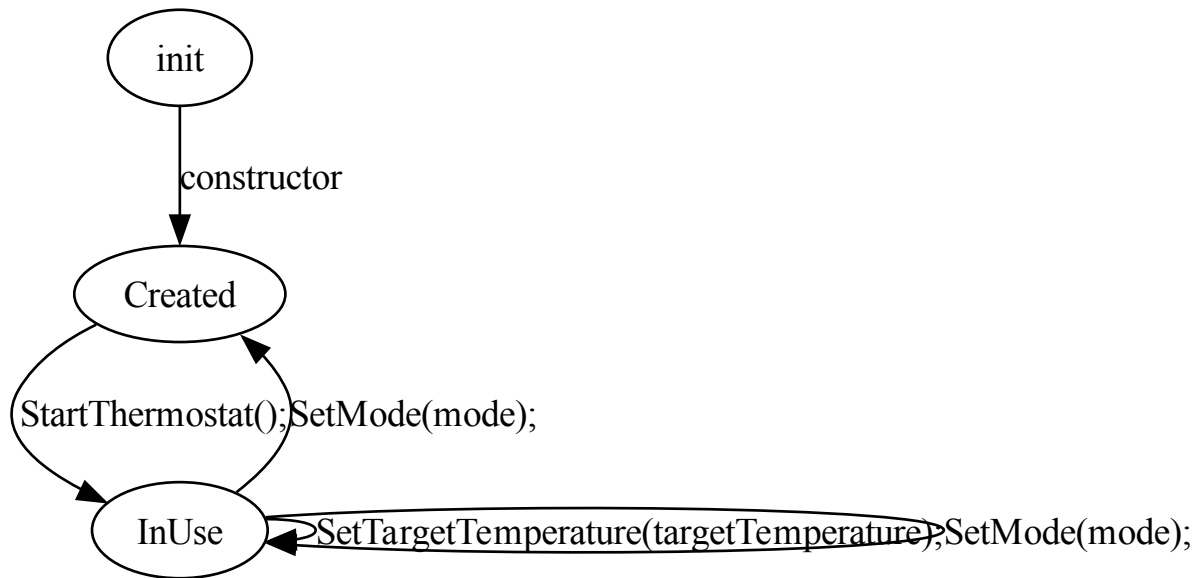 init
constructor
Created
StartThermostat();SetMode(mode);
InUse
SetTargetTemperature(targetTemperature);SetMode(mode);